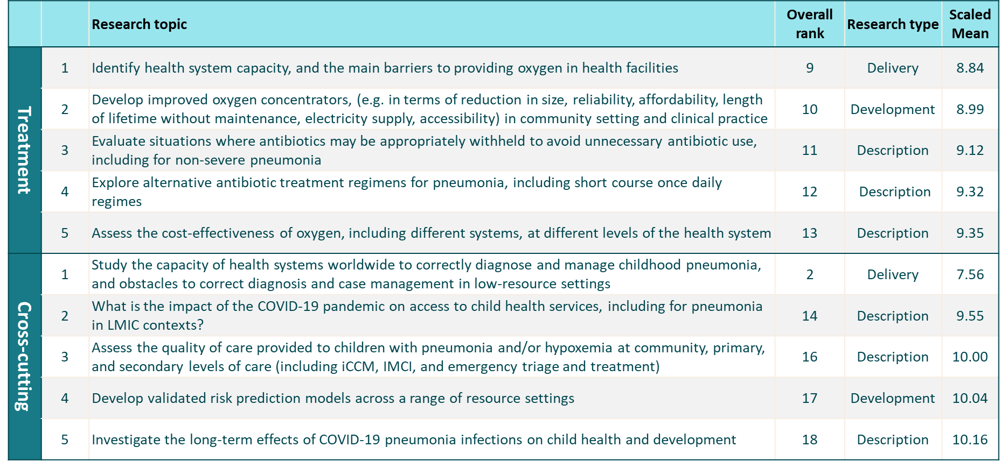 Research topic
Overall
rank
Research type
Scaled
Mean
Treatment
1
Identify health system capacity, and the main barriers to providing oxygen in health facilities
9
Delivery
8.84
2
Develop improved oxygen concentrators, (e.g. in terms of reduction in size, reliability, affordability, length
of lifetime without maintenance, electricity supply, accessibility) in community setting and clinical practice
10
Development
8.99
3
Evaluate situations where antibiotics may be appropriately withheld to avoid unnecessary antibiotic use,
including for non-severe pneumonia
11
Description
9.12
4
Explore alternative antibiotic treatment regimens for pneumonia, including short course once daily
regimes
12
Description
9.32
5
Assess the cost-effectiveness of oxygen, including different systems, at different levels of the health system
13
Description
9.35
Cross-cutting
1
Study the capacity of health systems worldwide to correctly diagnose and manage childhood pneumonia,
and obstacles to correct diagnosis and case management in low-resource settings
2
Delivery
7.56
2
What is the impact of the COVID-19 pandemic on access to child health services, including for pneumonia
in LMIC contexts?
14
Description
9.55
3
Assess the quality of care provided to children with pneumonia and/or hypoxemia at community, primary,
and secondary levels of care (including iCCM, IMCI, and emergency triage and treatment)
16
Description
10.00
4
Develop validated risk prediction models across a range of resource settings
17
Development
10.04
5
Investigate the long-term effects of COVID-19 pneumonia infections on child health and development
18
Description
10.16